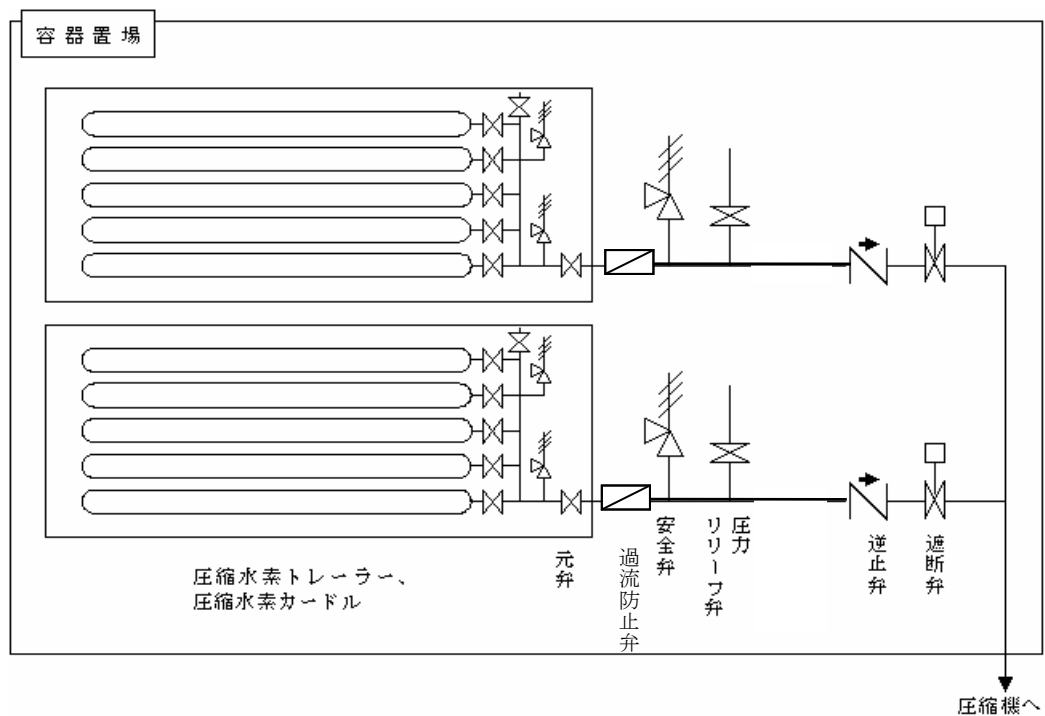 容器置場
圧縮水素トレーラー、
圧縮水素カードル
元弁
過流防止弁
安全弁
圧力
リリーフ弁
逆止弁
遮断弁
圧縮機へ